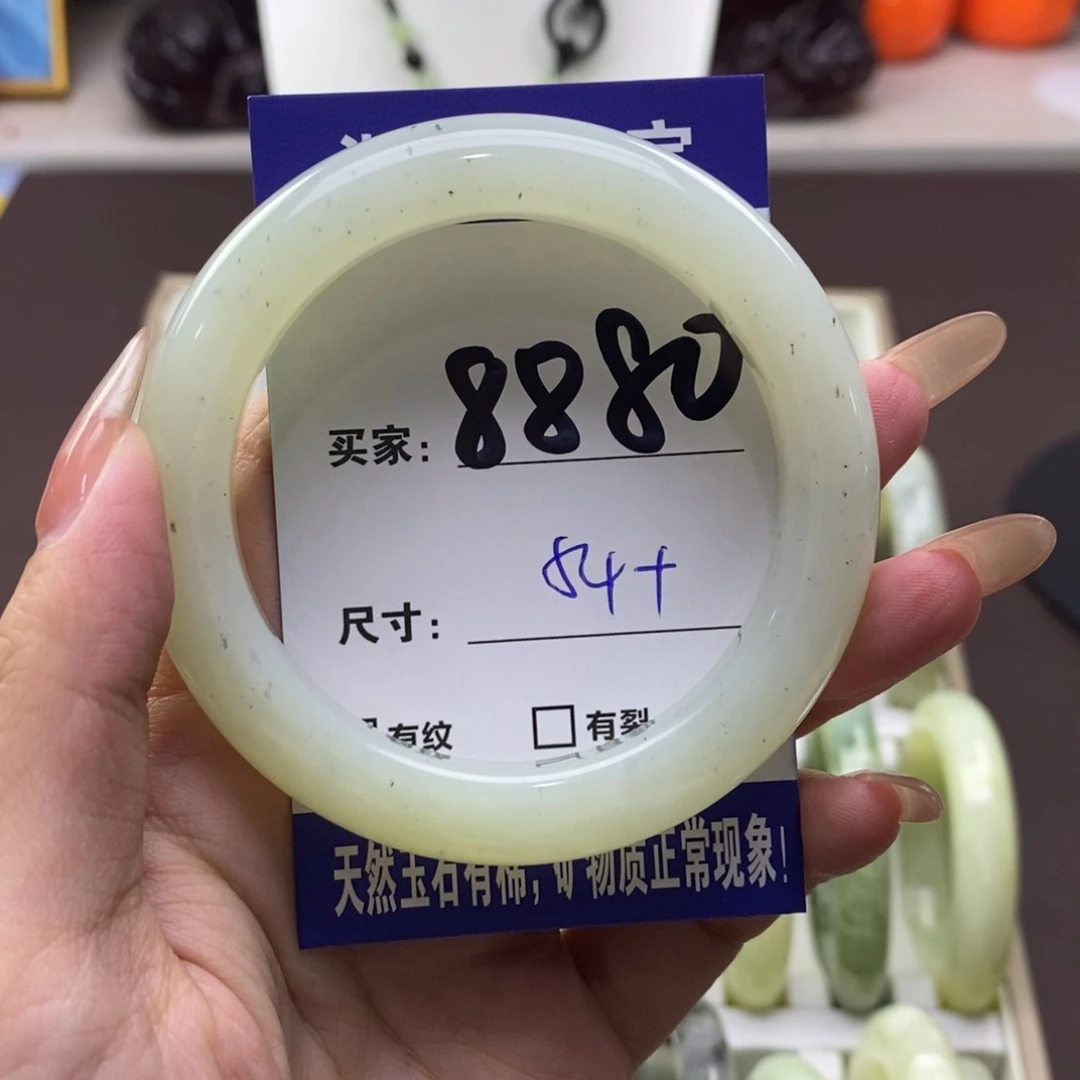 买家：8880
尺寸：54+
有纹 □有裂
天然玉石有棉，矿物质正常现象！